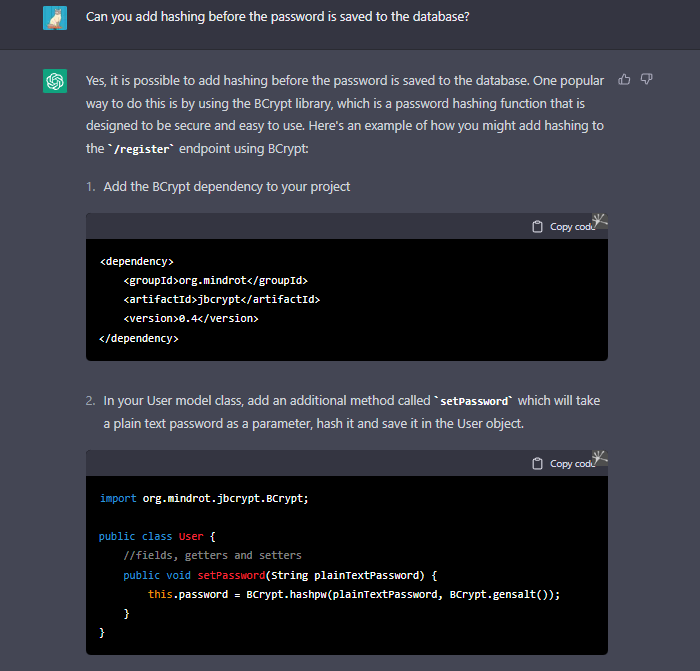 Can you add hashing before the password is saved to the database?
Yes, it is possible to add hashing before the password is saved to the database. One popular
way to do this is by using the BCrypt library, which is a password hashing function that is
designed to be secure and easy to use. Here's an example of how you might add hashing to
the `/register` endpoint using BCrypt:
1. Add the BCrypt dependency to your project
Copy code
<dependency>
    <groupId>org.mindrot</groupId>
    <artifactId>jbcrypt</artifactId>
    <version>0.4</version>
</dependency>
2. In your User model class, add an additional method called `setPassword` which will take
a plain text password as a parameter, hash it and save it in the User object.
Copy code
import org.mindrot.jbcrypt.BCrypt;
public class User {
    //fields, getters and setters
    public void setPassword(String plainTextPassword) {
        this.password = BCrypt.hashpw(plainTextPassword, BCrypt.gensalt());
    }
}